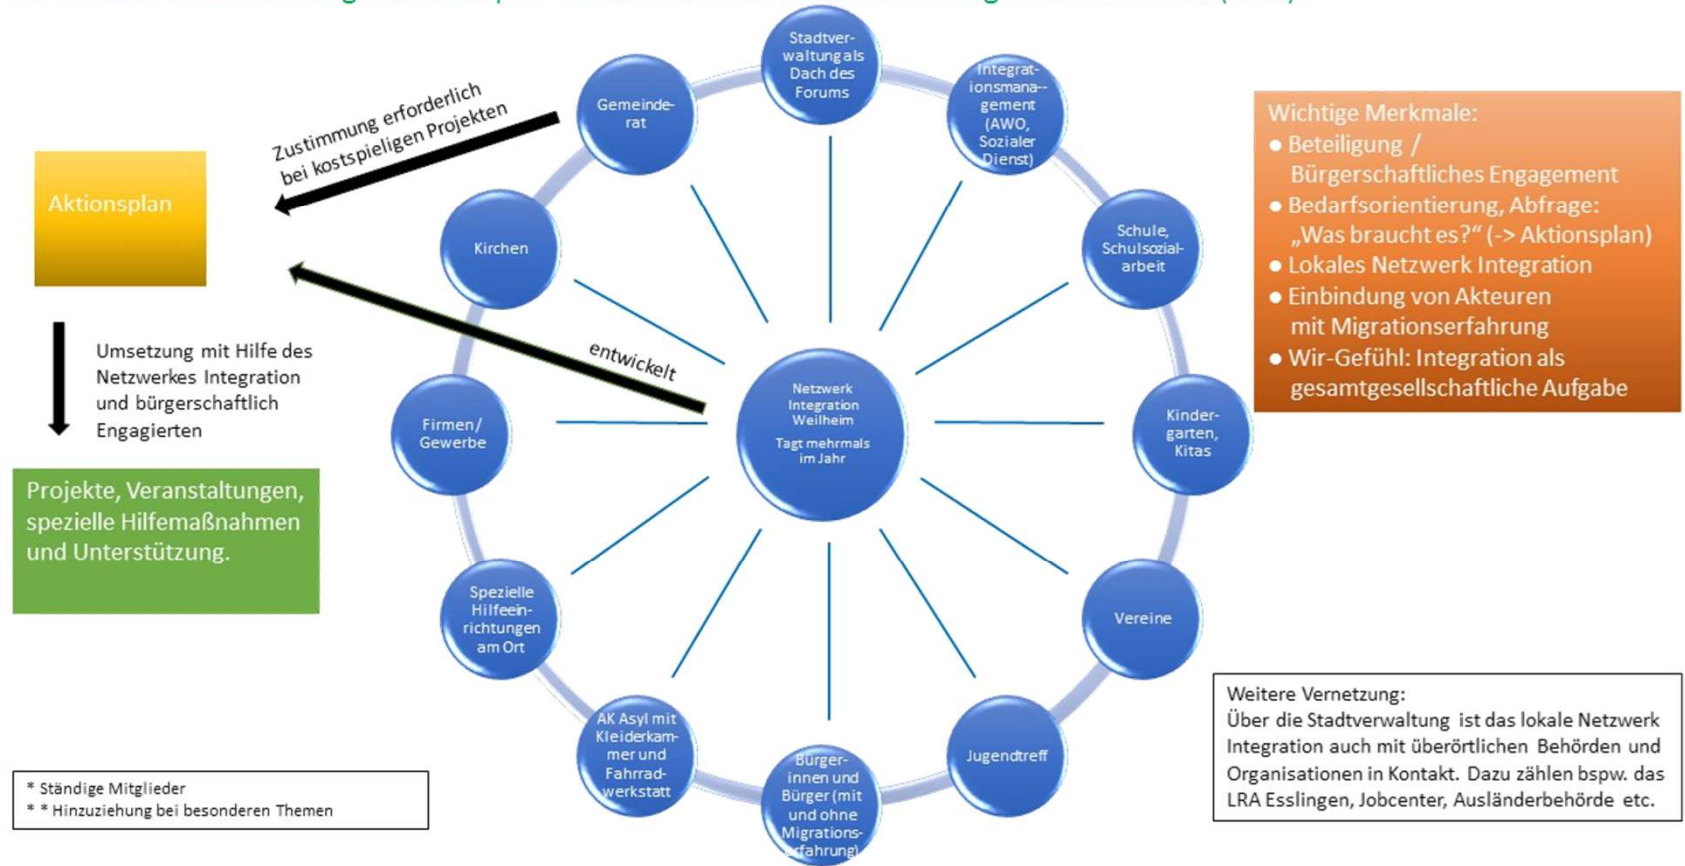 Stadtver-
waltung als
Dach des
Forums
Integrat-
ionsmana--
gement
(AWO,
Sozialer
Dienst)
Schule,
Schulsozial-
arbeit
Kinder-
garten,
Kitas
Vereine
Jugendtreff
Bürger-
innen und
Bürger (mit
und ohne
Migrations-
erfahrung)
AK Asyl mit
Kleiderkam-
mer und
Fahrrad-
werkstatt
Spezielle
Hilfeein-
richtungen
am Ort
Firmen/
Gewerbe
Kirchen
Gemeinde-
rat
Netzwerk
Integration
Weilheim
Tagt mehrmals
im Jahr
entwickelt
Zustimmung erforderlich
bei kostspieligen Projekten
Aktionsplan
Umsetzung mit Hilfe des
Netzwerkes Integration
und bürgerschaftlich
Engagierten
Projekte, Veranstaltungen,
spezielle Hilfemaßnahmen
und Unterstützung.
Wichtige Merkmale:
● Beteiligung /
Bürgerschaftliches Engagement
● Bedarfsorientierung, Abfrage:
„Was braucht es?“ (-> Aktionsplan)
● Lokales Netzwerk Integration
● Einbindung von Akteuren
mit Migrationserfahrung
● Wir-Gefühl: Integration als
gesamtgesellschaftliche Aufgabe
Weitere Vernetzung:
Über die Stadtverwaltung ist das lokale Netzwerk
Integration auch mit überörtlichen Behörden und
Organisationen in Kontakt. Dazu zählen bspw. das
LRA Esslingen, Jobcenter, Ausländerbehörde etc.
* Ständige Mitglieder
* * Hinzuziehung bei besonderen Themen